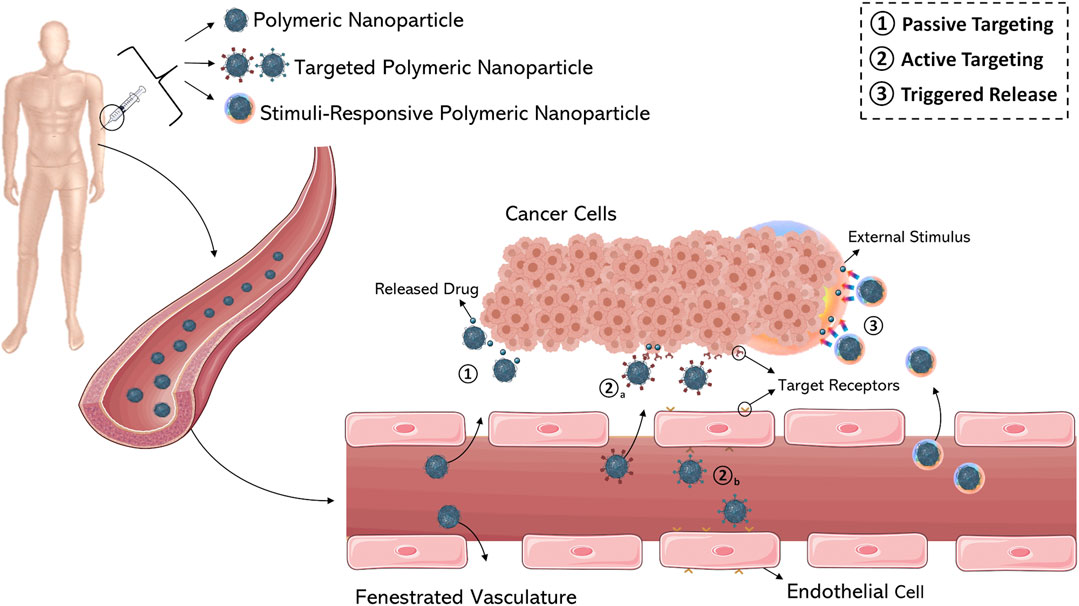 Polymeric Nanoparticle
Targeted Polymeric Nanoparticle
Stimuli-Responsive Polymeric Nanoparticle
① Passive Targeting
② Active Targeting
③ Triggered Release
Cancer Cells
External Stimulus
Released Drug
③
①
②a
Target Receptors
②b
Endothelial Cell
Fenestrated Vasculature